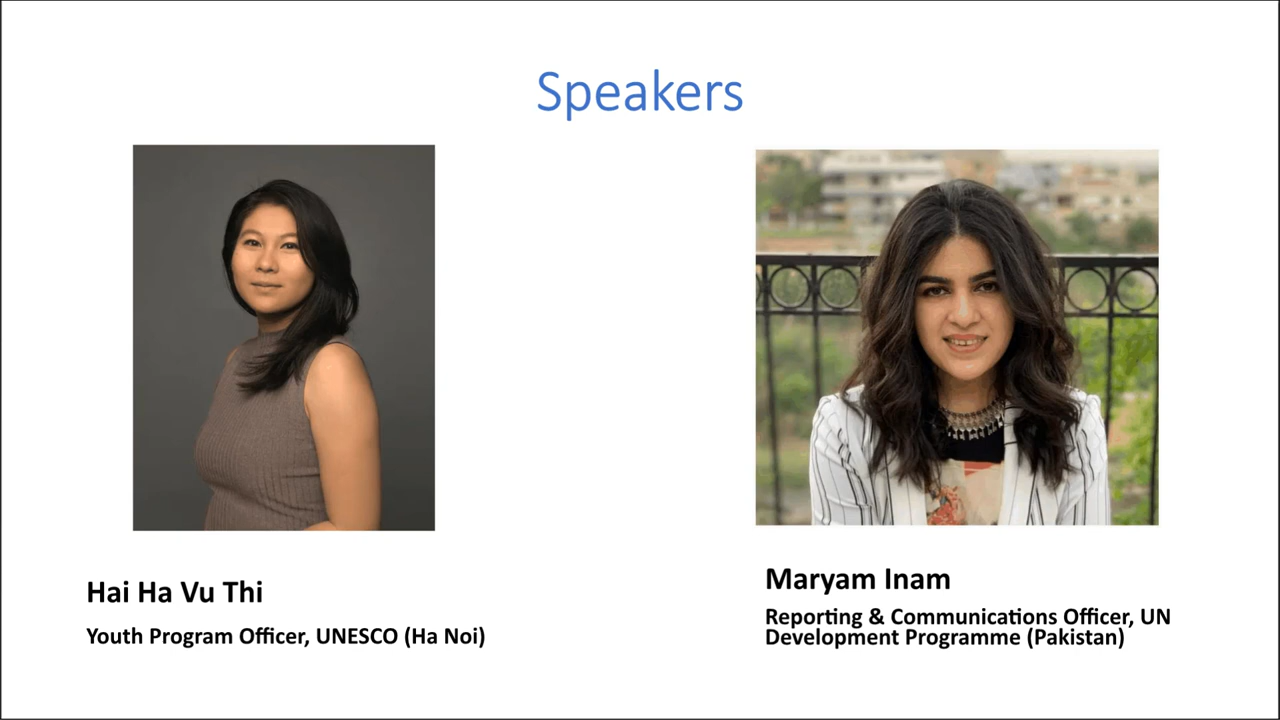 Speakers
Hai Ha Vu Thi
Youth Program Officer, UNESCO (Ha Noi)
Maryam Inam
Reporting & Communications Officer, UN
Development Programme (Pakistan)